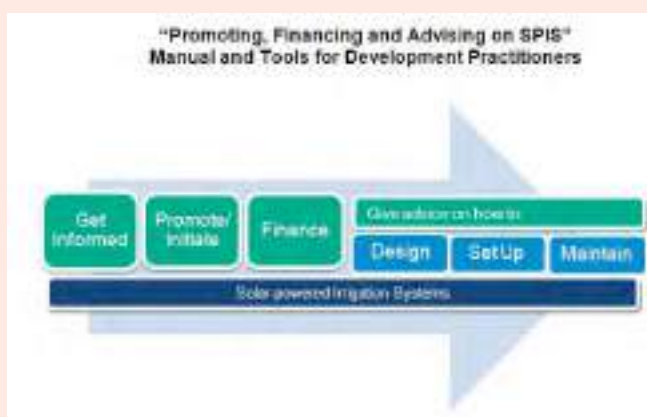 "Promoting, Financing and Advising on SPIS"
Manual and Tools for Development Practitioners
Get
Informed
Promote/
Initiate
Finance
Give advice on how to
Design
Set Up
Maintain
Solar-powered Irrigation Systems